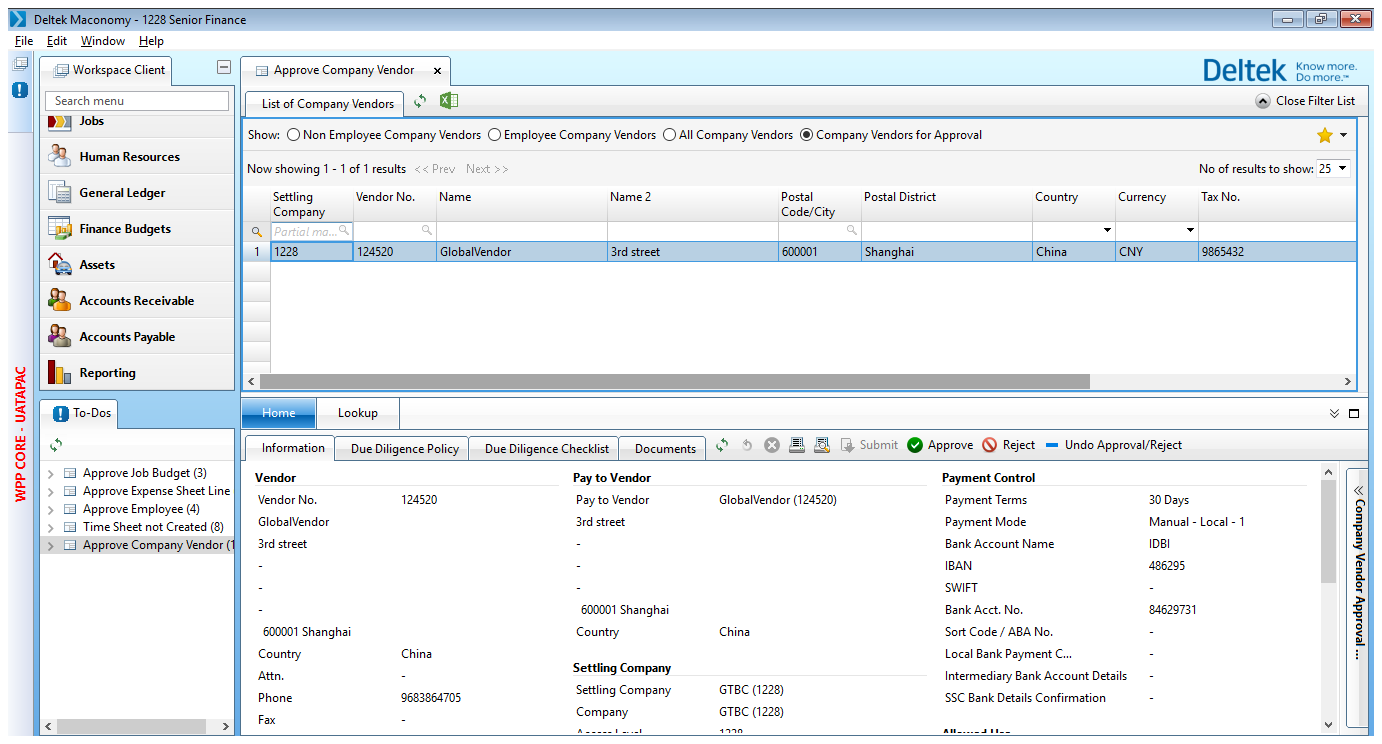 Deltek Maconomy - 1228 Senior Finance
File Edit Window Help
Workspace Client
Approve Company Vendor
Deltek Know more. Do more.™
Search menu
List of Company Vendors
Close Filter List
Jobs
Human Resources
General Ledger
Finance Budgets
Assets
Accounts Receivable
Accounts Payable
Reporting
Show: Non Employee Company Vendors Employee Company Vendors All Company Vendors Company Vendors for Approval
Now showing 1 - 1 of 1 results << Prev Next >>
No of results to show: 25
Settling Company Vendor No. Name Name 2 Postal Code/City Postal District Country Currency Tax No.
Partial ma...
1 1228 124520 GlobalVendor 3rd street 600001 Shanghai China CNY 9865432
WPP CORE - UATAPAC
To-Dos
Approve Job Budget (3)
Approve Expense Sheet Line
Approve Employee (4)
Time Sheet not Created (8)
Approve Company Vendor (1
Home Lookup
Information Due Diligence Policy Due Diligence Checklist Documents Submit Approve Reject Undo Approval/Reject
Vendor
Vendor No. 124520
GlobalVendor
3rd street
-
-
-
600001 Shanghai
Country China
Attn. -
Phone 9683864705
Fax -
Pay to Vendor
Pay to Vendor GlobalVendor (124520)
3rd street
-
-
-
600001 Shanghai
Country China
Settling Company
Settling Company GTBC (1228)
Company GTBC (1228)
Access Level 1228
Payment Control
Payment Terms 30 Days
Payment Mode Manual - Local - 1
Bank Account Name IDBI
IBAN 486295
SWIFT -
Bank Acct. No. 84629731
Sort Code / ABA No. -
Local Bank Payment C... -
Intermediary Bank Account Details -
SSC Bank Details Confirmation -
Allowed Use
Company Vendor Approval ...